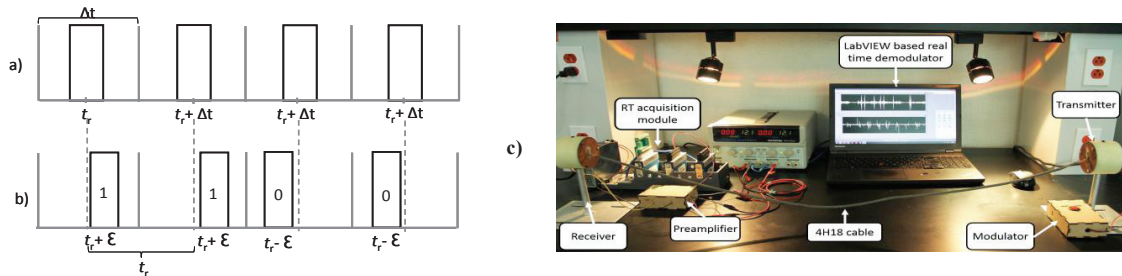 Δt
a)
tᵣ
tᵣ + Δt
tᵣ + Δt
tᵣ + Δt
b)
1
1
0
0
tᵣ + Ɛ
tᵣ + Ɛ
tᵣ - Ɛ
tᵣ - Ɛ
tᵣ
c)
LabVIEW based real
time demodulator
Transmitter
RT acquisition
module
Receiver
Preamplifier
4H18 cable
Modulator